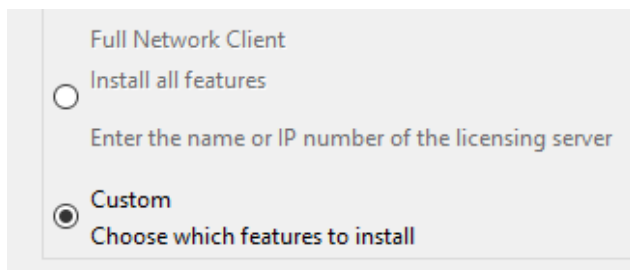 Full Network Client
Install all features
Enter the name or IP number of the licensing server
Custom
Choose which features to install